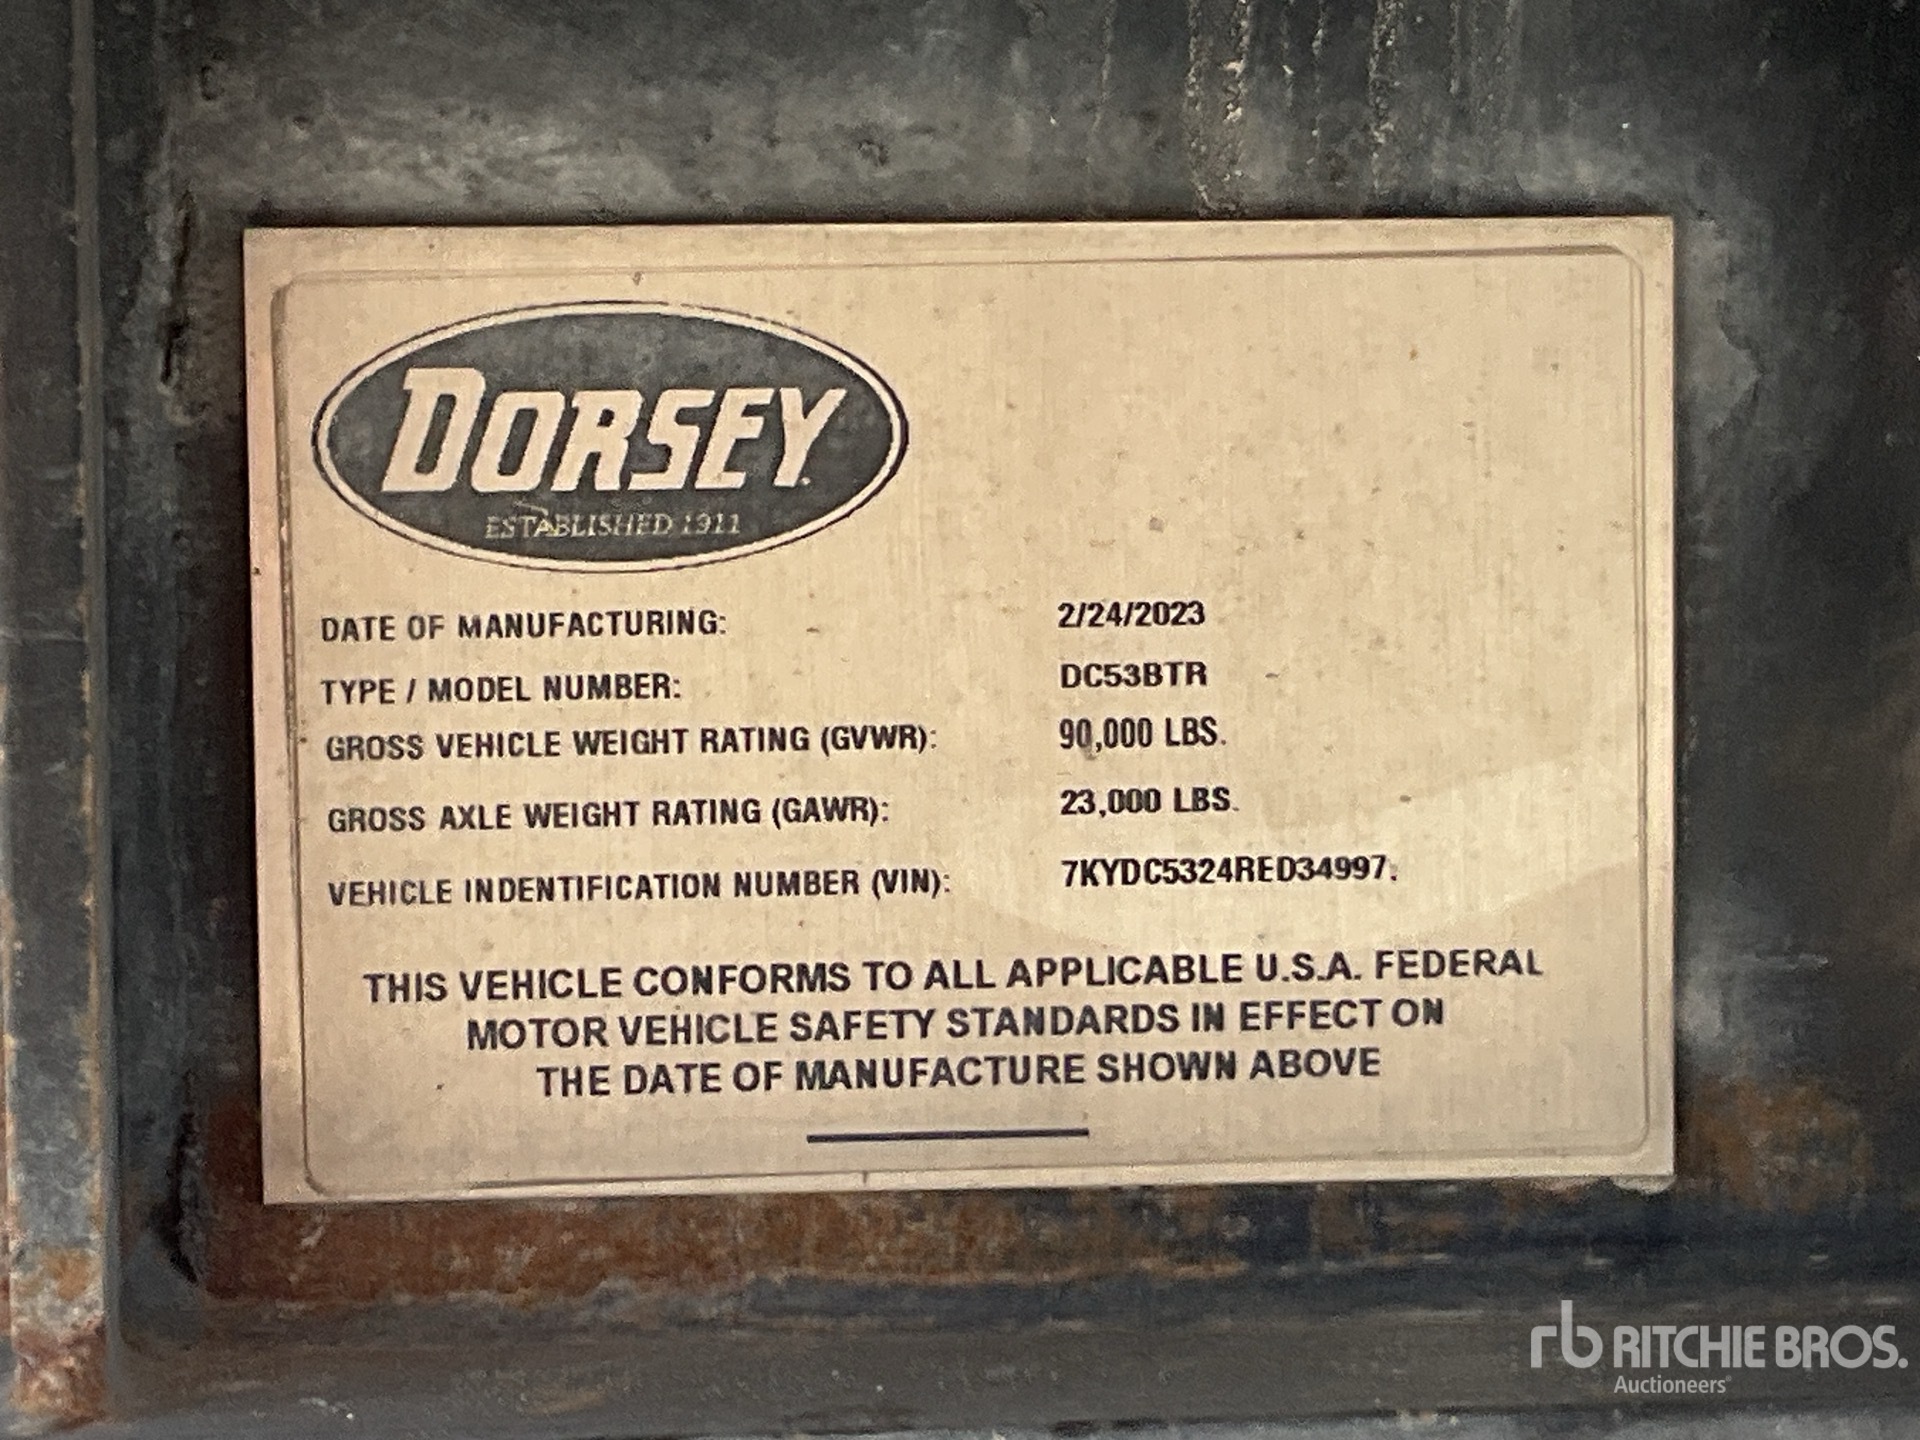 DORSEY
ESTABLISHED 1911
DATE OF MANUFACTURING: 2/24/2023
TYPE / MODEL NUMBER: DC53BTR
GROSS VEHICLE WEIGHT RATING (GVWR): 90,000 LBS.
GROSS AXLE WEIGHT RATING (GAWR): 23,000 LBS.
VEHICLE INDENTIFICATION NUMBER (VIN): 7KYDC5324RED34997.
THIS VEHICLE CONFORMS TO ALL APPLICABLE U.S.A. FEDERAL
MOTOR VEHICLE SAFETY STANDARDS IN EFFECT ON
THE DATE OF MANUFACTURE SHOWN ABOVE
rb RITCHIE BROS.
Auctioneers